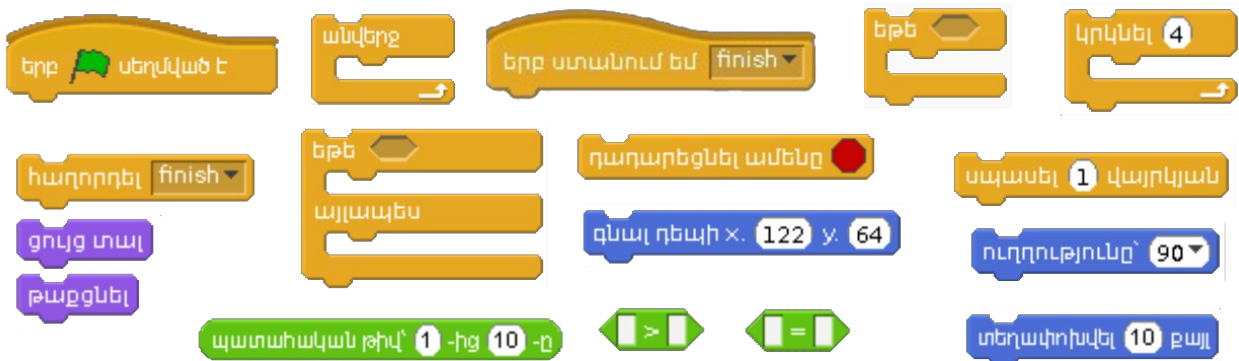 երբ սեղմված է
անվերջ
երբ ստանում եմ finish
եթե
կրկնել 4
հաղորդել finish
եթե
այլապես
դադարեցնել ամենը
սպասել 1 վայրկյան
ցույց տալ
գնալ դեպի x. 122 y. 64
ուղղությունը՝ 90
թաքցնել
պատահական թիվ՝ 1 -ից 10 -ը
>
=
տեղափոխվել 10 քայլ